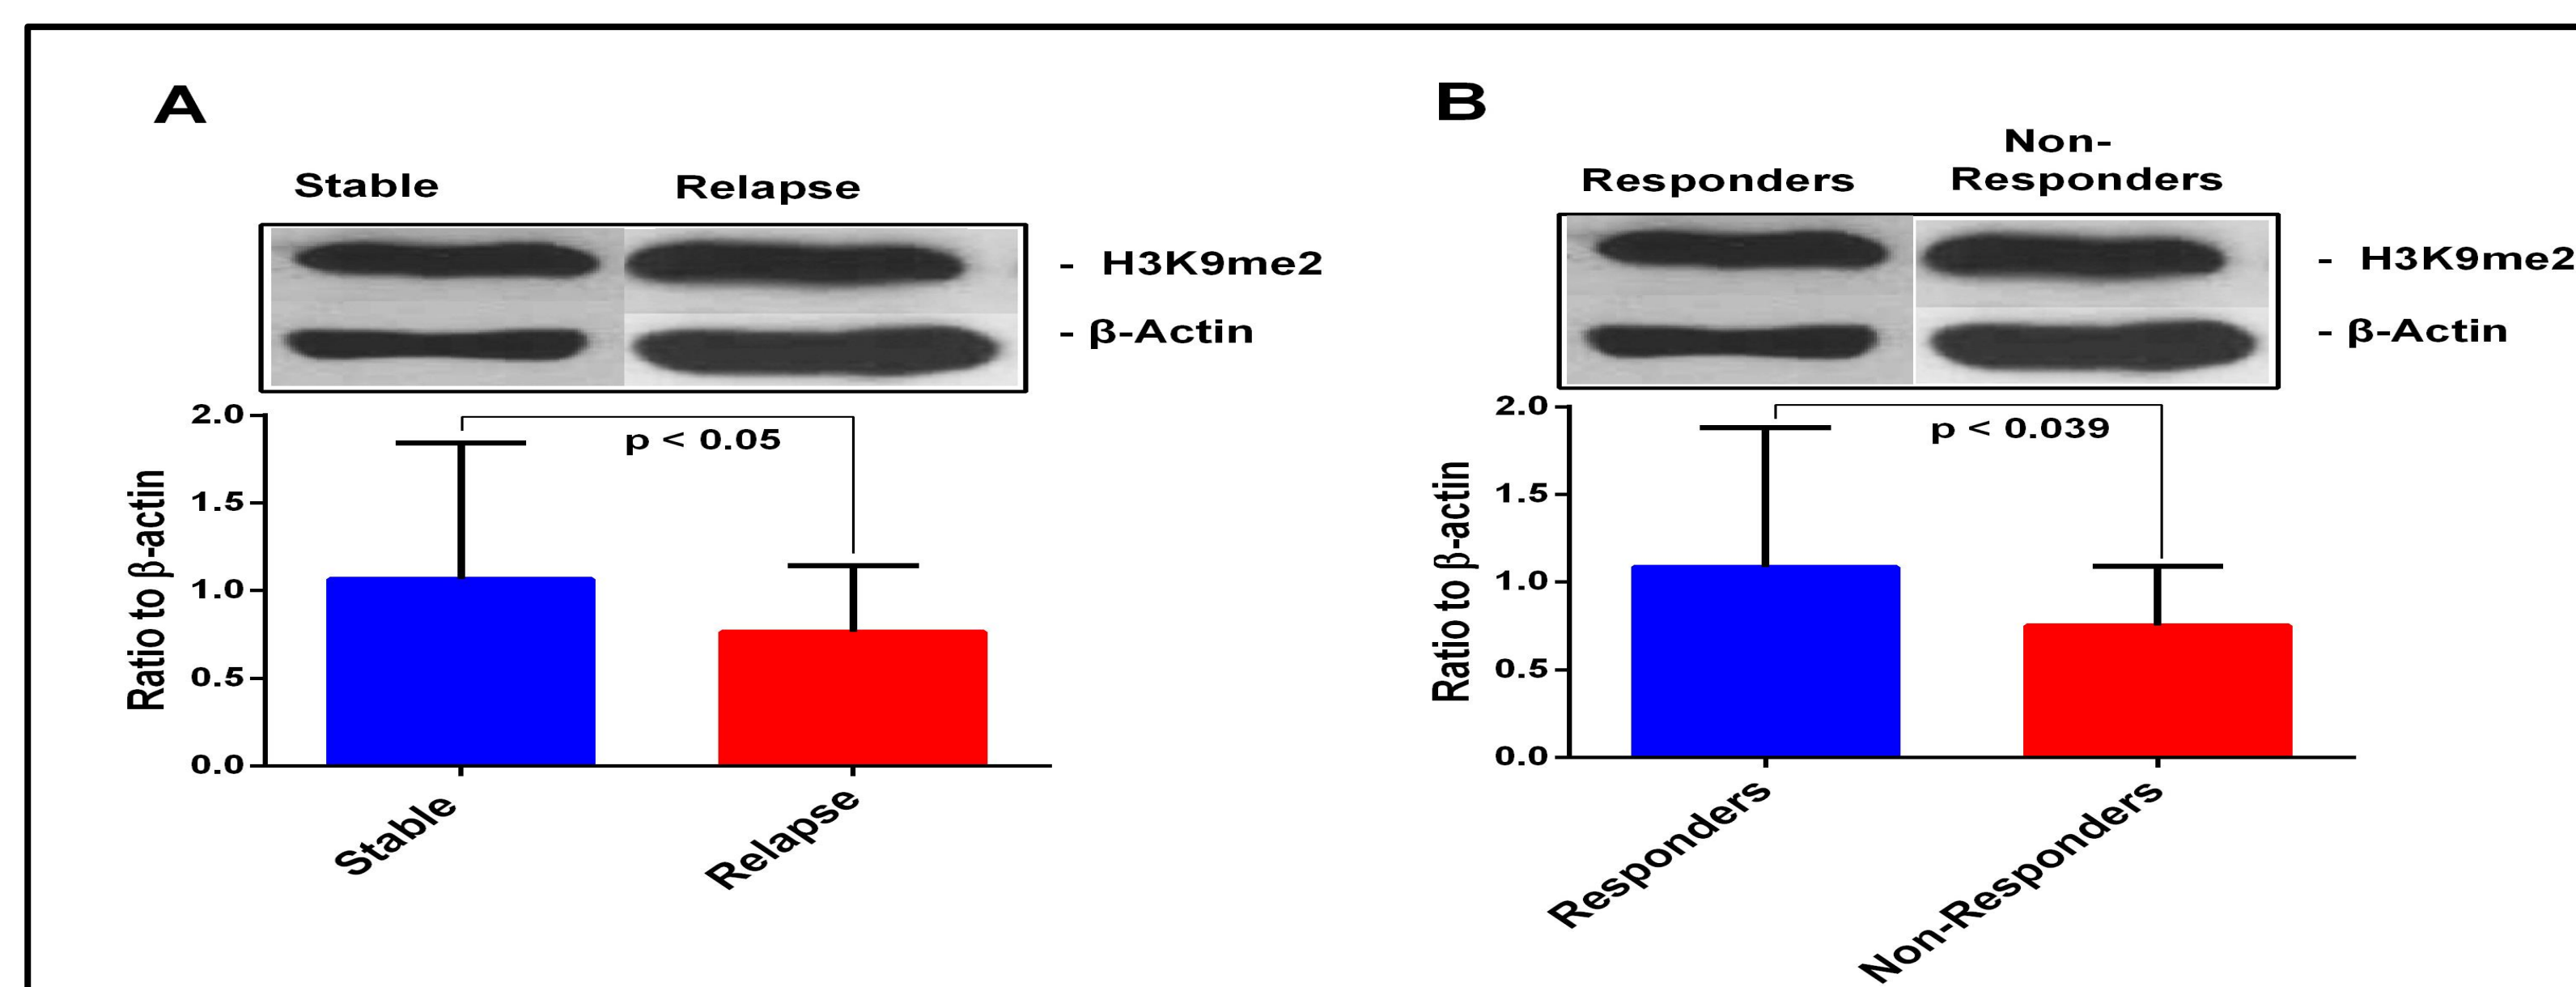 A
Stable Relapse
- H3K9me2
- β-Actin
2.0
1.5
1.0
0.5
0.0
p < 0.05
Ratio to β-actin
Stable
Relapse
B
Non-
Responders Responders
- H3K9me2
- β-Actin
2.0
1.5
1.0
0.5
0.0
p < 0.039
Ratio to β-actin
Responders
Non-Responders